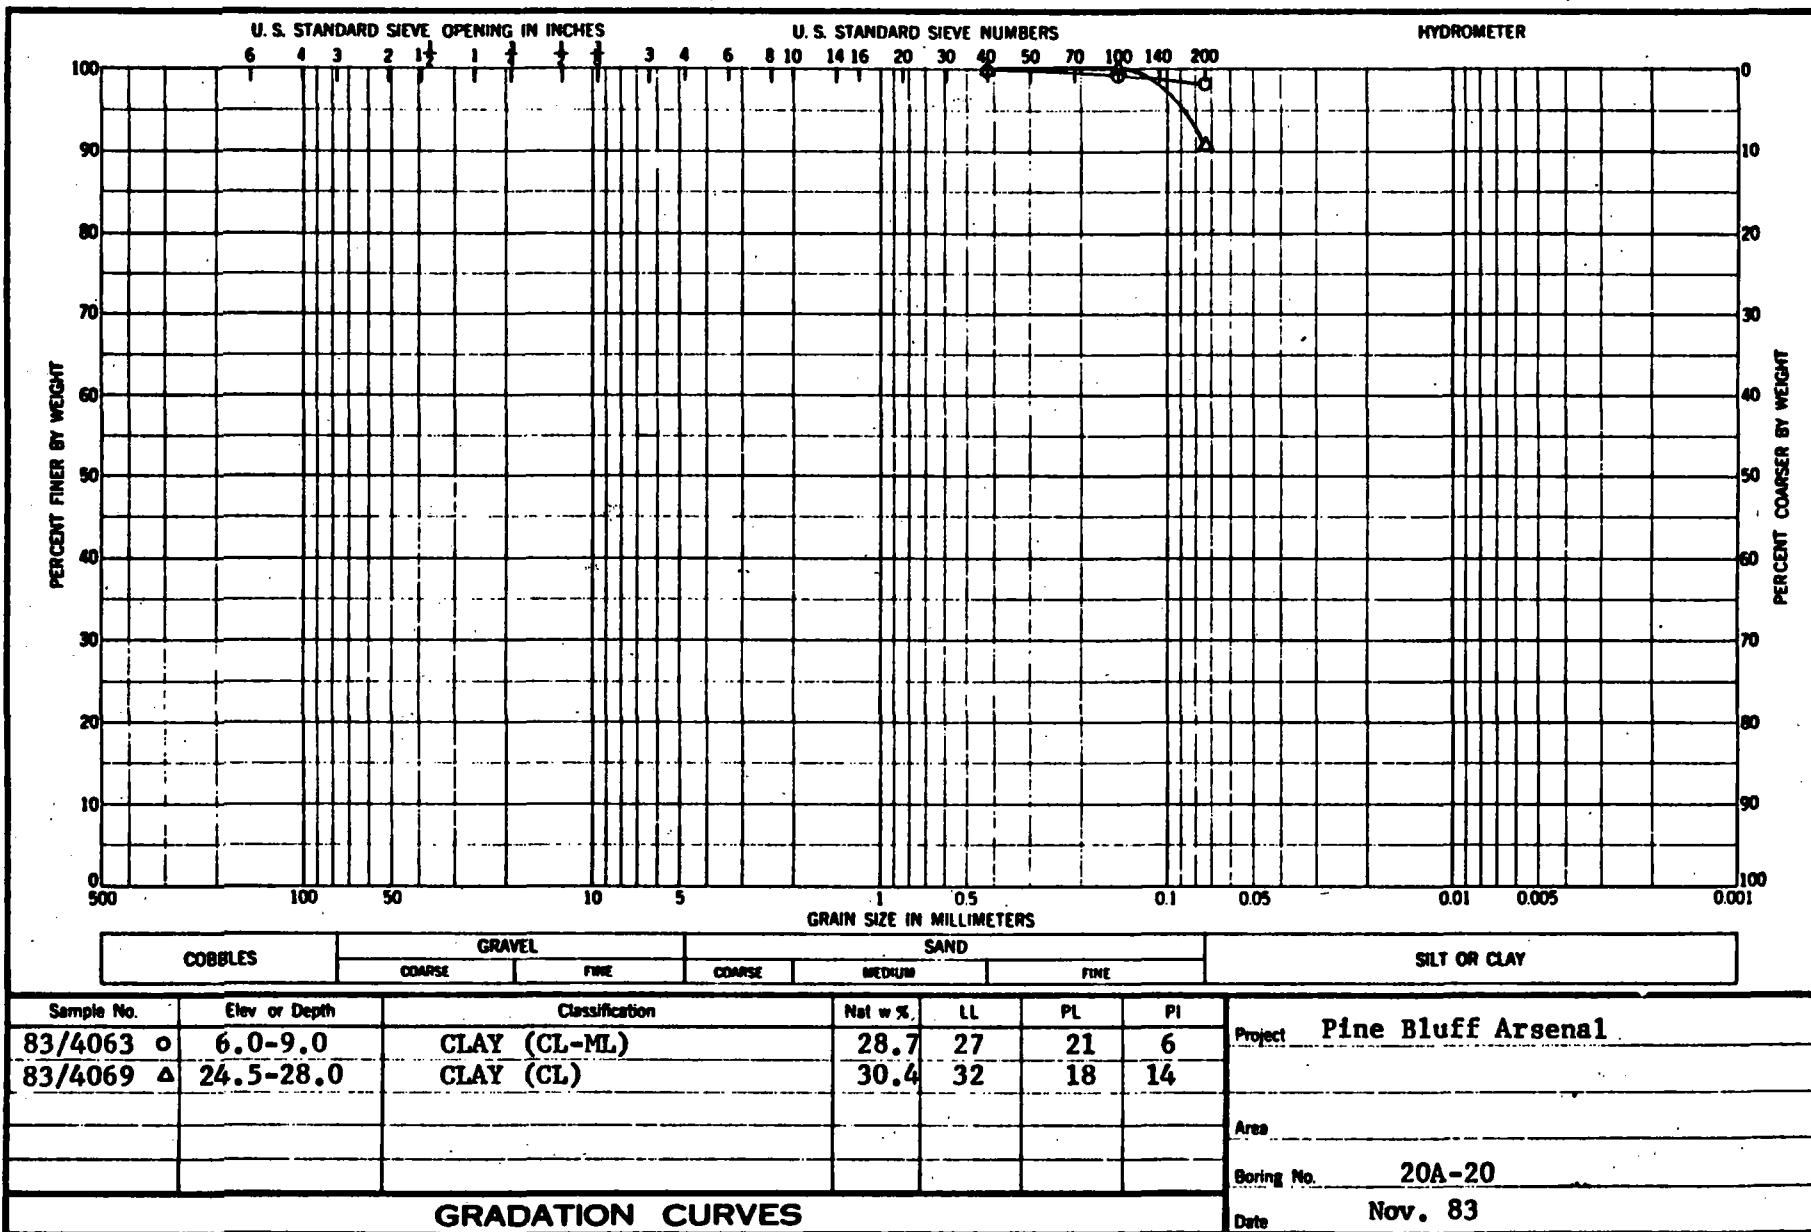 U. S. STANDARD SIEVE OPENING IN INCHES U. S. STANDARD SIEVE NUMBERS HYDROMETER
6 4 3 2 1 1/2 1 3/4 1/2 3/8 3 4 6 8 10 14 16 20 30 40 50 70 100 140 200
100 0
90 10
80 20
70 30
60 40
50 50
40 60
30 70
20 80
10 90
0 100
PERCENT FINER BY WEIGHT
PERCENT COARSER BY WEIGHT
500 100 50 10 5 1 0.5 0.1 0.05 0.01 0.005 0.001
GRAIN SIZE IN MILLIMETERS
COBBLES GRAVEL SAND SILT OR CLAY
COARSE FINE COARSE MEDIUM FINE
Sample No. Elev or Depth Classification Nat w % LL PL PI
83/4063 o 6.0-9.0 CLAY (CL-ML) 28.7 27 21 6
83/4069 Δ 24.5-28.0 CLAY (CL) 30.4 32 18 14
Project Pine Bluff Arsenal
Area
Boring No. 20A-20
Date Nov. 83
GRADATION CURVES